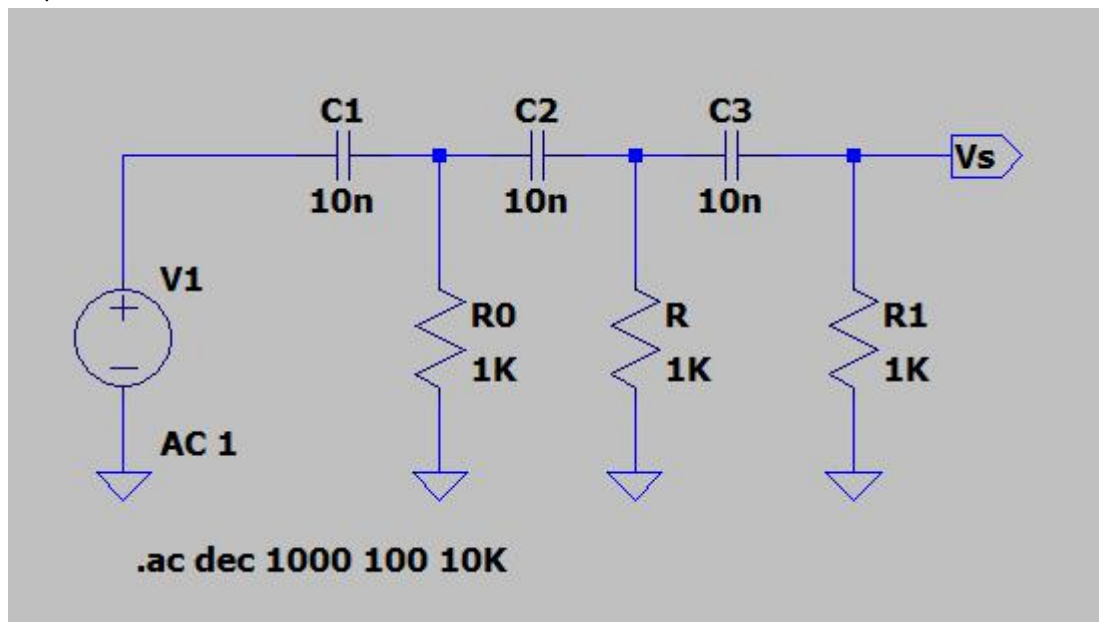 C1 C2 C3
Vs
10n 10n 10n
V1
R0 R R1
1K 1K 1K
AC 1
.ac dec 1000 100 10K